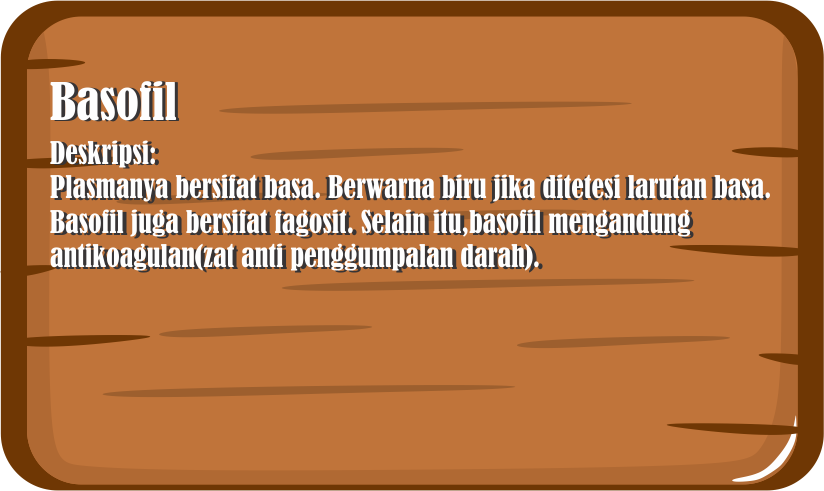 Basofil
Deskripsi:
Plasmanya bersifat basa. Berwarna biru jika ditetesi larutan basa.
Basofil juga bersifat fagosit. Selain itu,basofil mengandung
antikoagulan(zat anti penggumpalan darah).